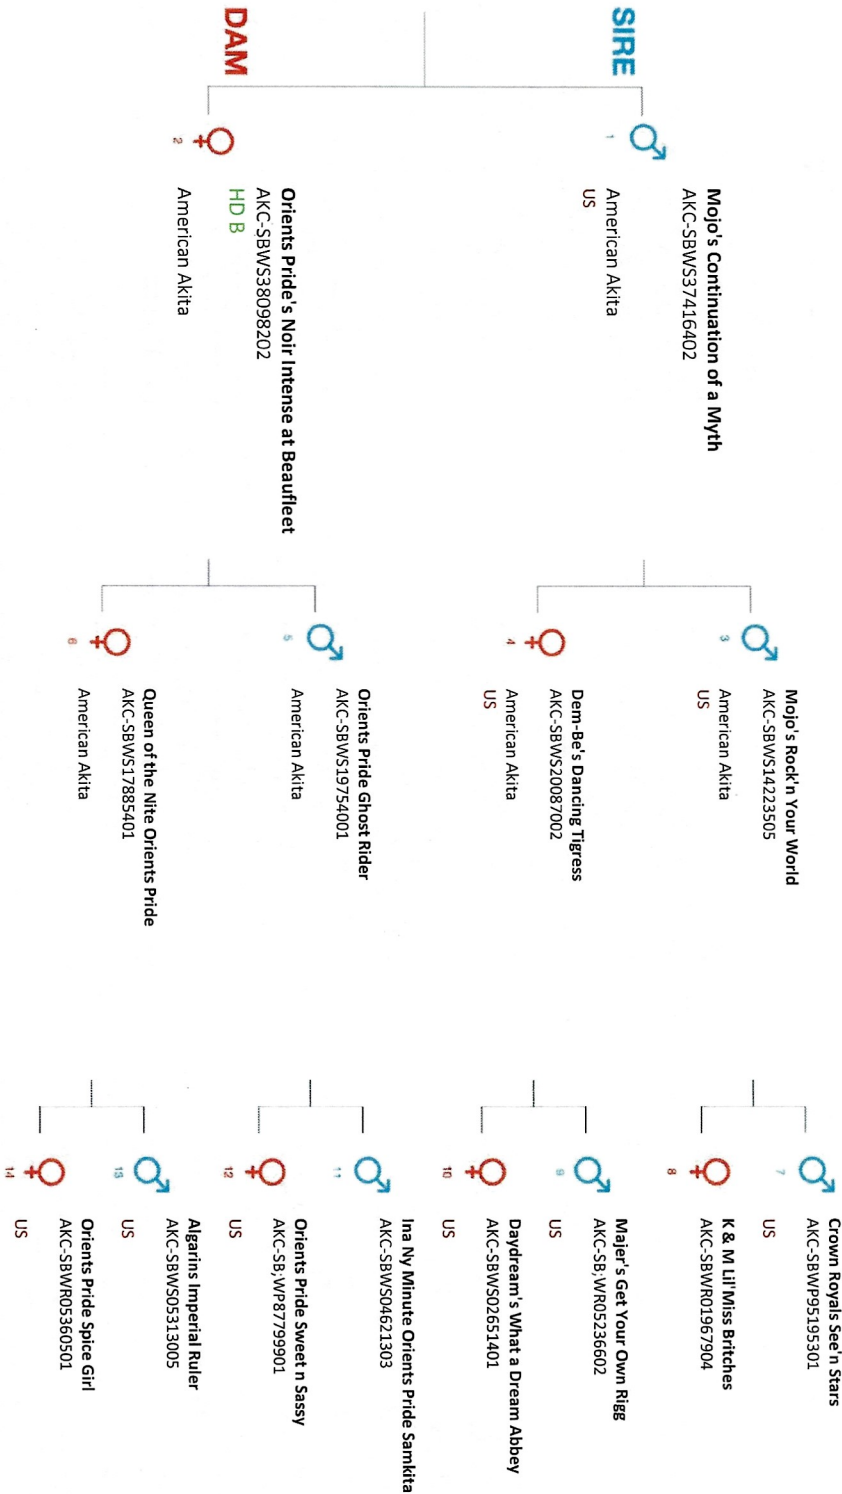 SIRE
1
Mojo's Continuation of a Myth
AKC-SBWS37416402
American Akita
US
3
Mojo's Rock'n Your World
AKC-SBWS14223505
American Akita
US
7
Crown Royals See'n Stars
AKC-SBWP95195301
US
8
K & M Lil'Miss Britches
AKC-SBWR01967904
4
Dem-Be's Dancing Tigress
AKC-SBWS20087002
American Akita
US
9
Majer's Get Your Own Rigg
AKC-SB;WR05236602
US
10
Daydream's What a Dream Abbey
AKC-SBWS02651401
US
DAM
2
Orients Pride's Noir Intense at Beaufleet
AKC-SBWS38098202
HD B
American Akita
5
Orients Pride Ghost Rider
AKC-SBWS19754001
American Akita
11
Ina Ny Minute Orients Pride Samkita
AKC-SBWS04621303
12
Orients Pride Sweet n Sassy
AKC-SB;WP87799901
US
6
Queen of the Nite Orients Pride
AKC-SBWS17885401
American Akita
13
Algarins Imperial Ruler
AKC-SBWS05313005
US
14
Orients Pride Spice Girl
AKC-SBWR05360501
US